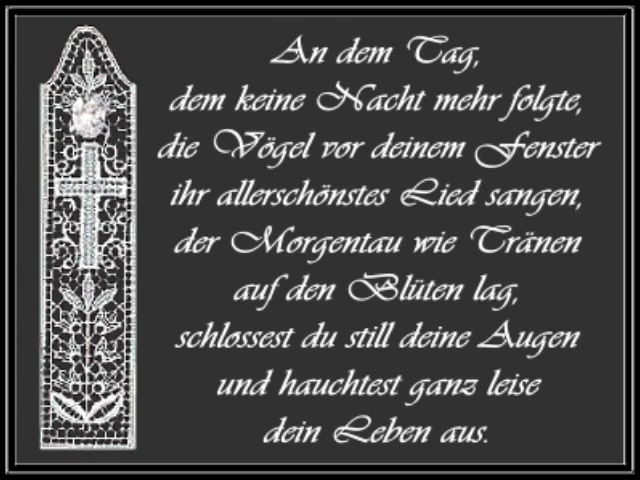 An dem Tag,
dem keine Nacht mehr folgte,
die Vögel vor deinem Fenster
ihr allerschönstes Lied sangen,
der Morgentau wie Tränen
auf den Blüten lag,
schlossest du still deine Augen
und hauchtest ganz leise
dein Leben aus.